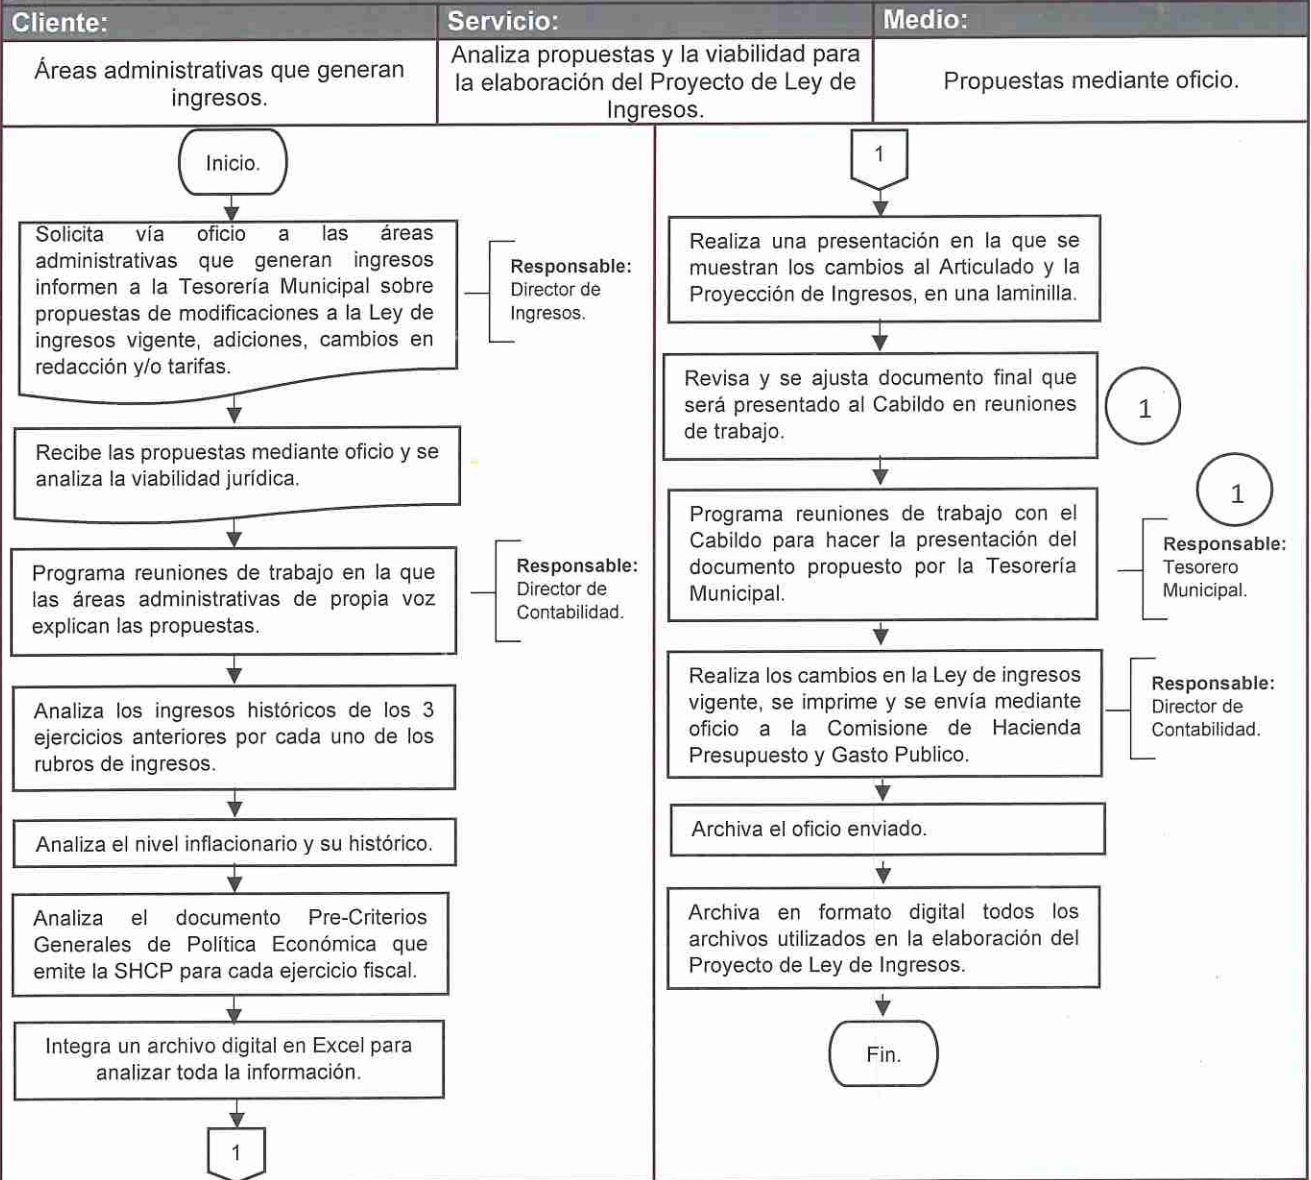 Cliente:
Servicio:
Medio:
Áreas administrativas que generan
ingresos.
Analiza propuestas y la viabilidad para
la elaboración del Proyecto de Ley de
Ingresos.
Propuestas mediante oficio.
Inicio.
Solicita vía oficio a las áreas
administrativas que generan ingresos
informen a la Tesorería Municipal sobre
propuestas de modificaciones a la Ley de
ingresos vigente, adiciones, cambios en
redacción y/o tarifas.
Responsable:
Director de
Ingresos.
Recibe las propuestas mediante oficio y se
analiza la viabilidad jurídica.
Programa reuniones de trabajo en la que
las áreas administrativas de propia voz
explican las propuestas.
Responsable:
Director de
Contabilidad.
Analiza los ingresos históricos de los 3
ejercicios anteriores por cada uno de los
rubros de ingresos.
Analiza el nivel inflacionario y su histórico.
Analiza el documento Pre-Criterios
Generales de Política Económica que
emite la SHCP para cada ejercicio fiscal.
Integra un archivo digital en Excel para
analizar toda la información.
1
1
Realiza una presentación en la que se
muestran los cambios al Articulado y la
Proyección de Ingresos, en una laminilla.
Revisa y se ajusta documento final que
será presentado al Cabildo en reuniones
de trabajo.
1
1
Programa reuniones de trabajo con el
Cabildo para hacer la presentación del
documento propuesto por la Tesorería
Municipal.
Responsable:
Tesorero
Municipal.
Realiza los cambios en la Ley de ingresos
vigente, se imprime y se envía mediante
oficio a la Comisione de Hacienda
Presupuesto y Gasto Publico.
Responsable:
Director de
Contabilidad.
Archiva el oficio enviado.
Archiva en formato digital todos los
archivos utilizados en la elaboración del
Proyecto de Ley de Ingresos.
Fin.